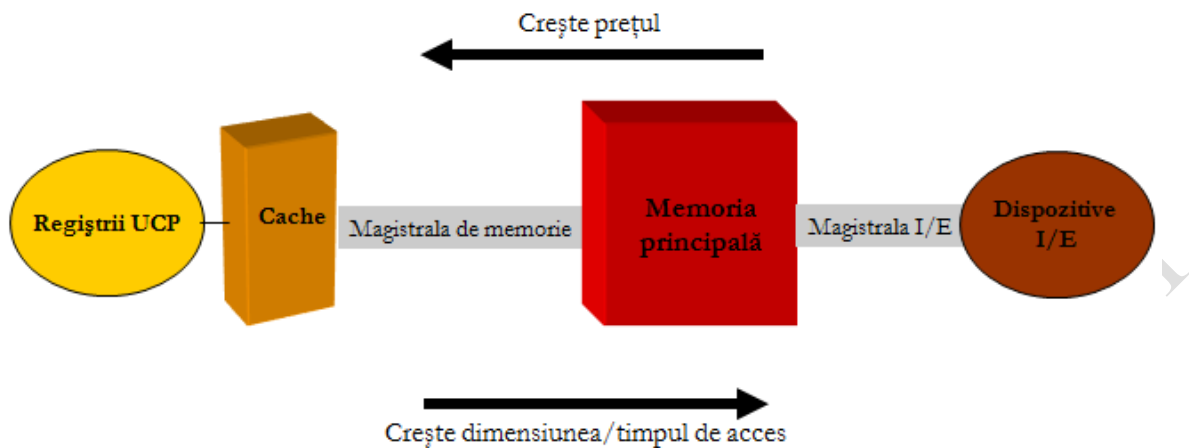 Crește prețul
Regiștrii UCP
Cache
Magistrala de memorie
Memoria
principală
Magistrala I/E
Dispozitive
I/E
Crește dimensiunea/timpul de acces